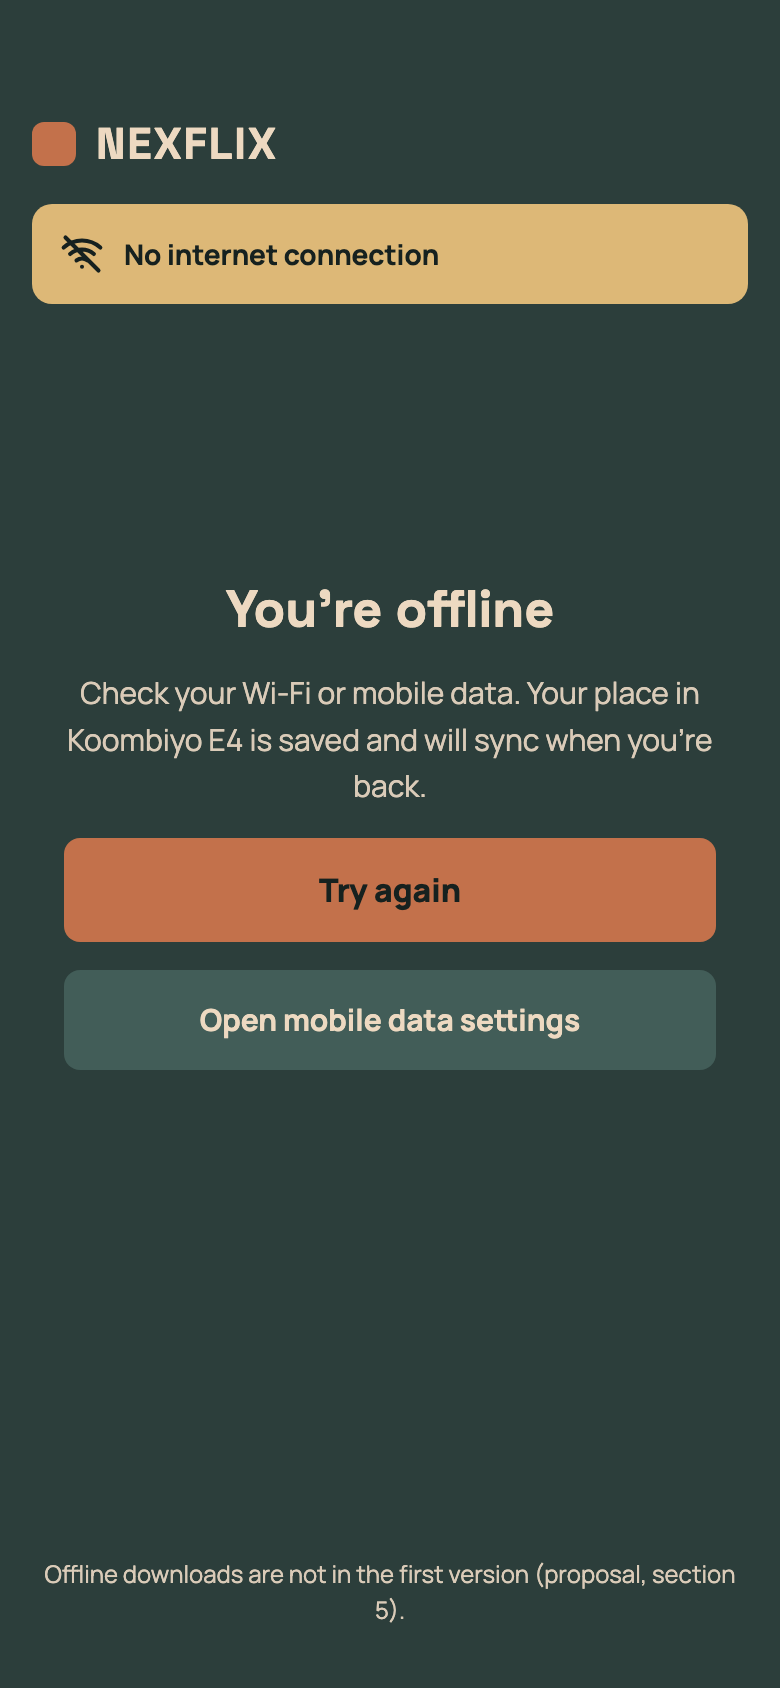 NEXFLIX
No internet connection
You’re offline
Check your Wi-Fi or mobile data. Your place in
Koombiyo E4 is saved and will sync when you’re
back.
Try again
Open mobile data settings
Offline downloads are not in the first version (proposal, section
5).